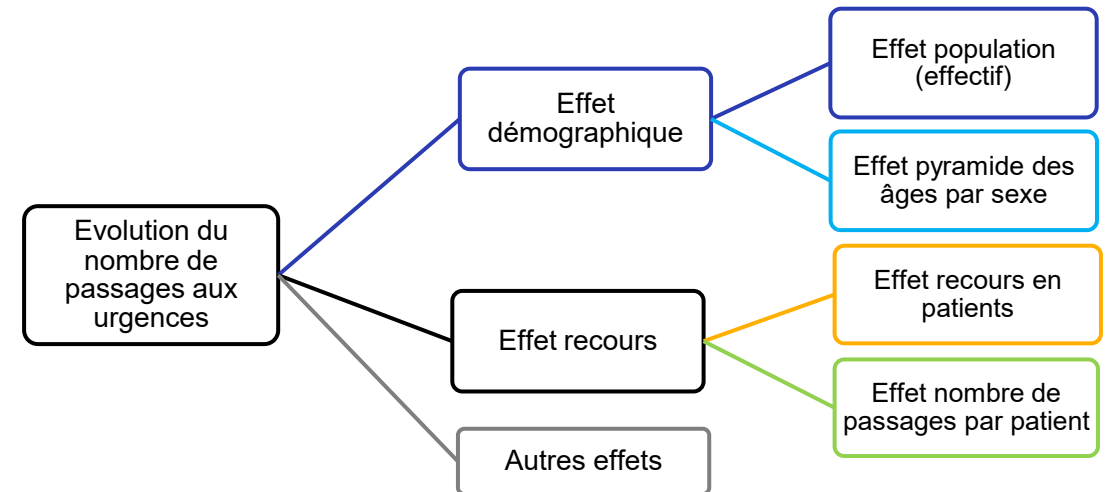 Evolution du
nombre de
passages aux
urgences
Effet
démographique
Effet recours
Autres effets
Effet population
(effectif)
Effet pyramide des
âges par sexe
Effet recours en
patients
Effet nombre de
passages par patient